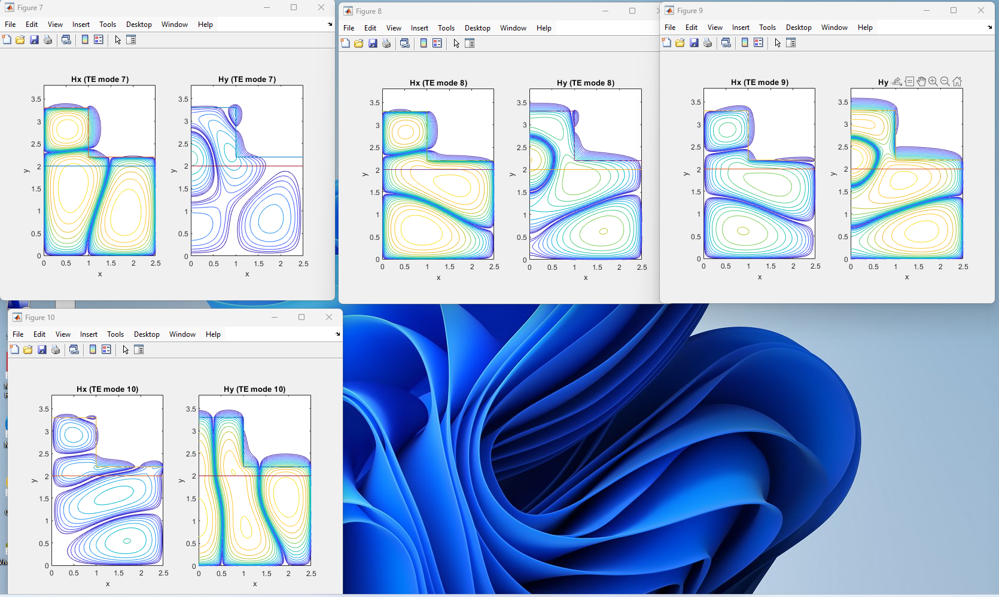 Figure 7
File Edit View Insert Tools Desktop Window Help
Hx (TE mode 7)
Hy (TE mode 7)
3.5
3
2.5
2
1.5
1
0.5
0
y
0 0.5 1 1.5 2 2.5
x
3.5
3
2.5
2
1.5
1
0.5
0
y
0 0.5 1 1.5 2 2.5
x
Figure 8
File Edit View Insert Tools Desktop Window Help
Hx (TE mode 8)
Hy (TE mode 8)
3.5
3
2.5
2
1.5
1
0.5
0
y
0 0.5 1 1.5 2 2.5
x
3.5
3
2.5
2
1.5
1
0.5
0
y
0 0.5 1 1.5 2 2.5
x
Figure 9
File Edit View Insert Tools Desktop Window Help
Hx (TE mode 9)
Hy
3.5
3
2.5
2
1.5
1
0.5
0
y
0 0.5 1 1.5 2 2.5
x
3.5
3
2.5
2
1.5
1
0.5
0
y
0 0.5 1 1.5 2 2.5
x
Figure 10
File Edit View Insert Tools Desktop Window Help
Hx (TE mode 10)
Hy (TE mode 10)
3.5
3
2.5
2
1.5
1
0.5
0
y
0 0.5 1 1.5 2 2.5
x
3.5
3
2.5
2
1.5
1
0.5
0
y
0 0.5 1 1.5 2 2.5
x